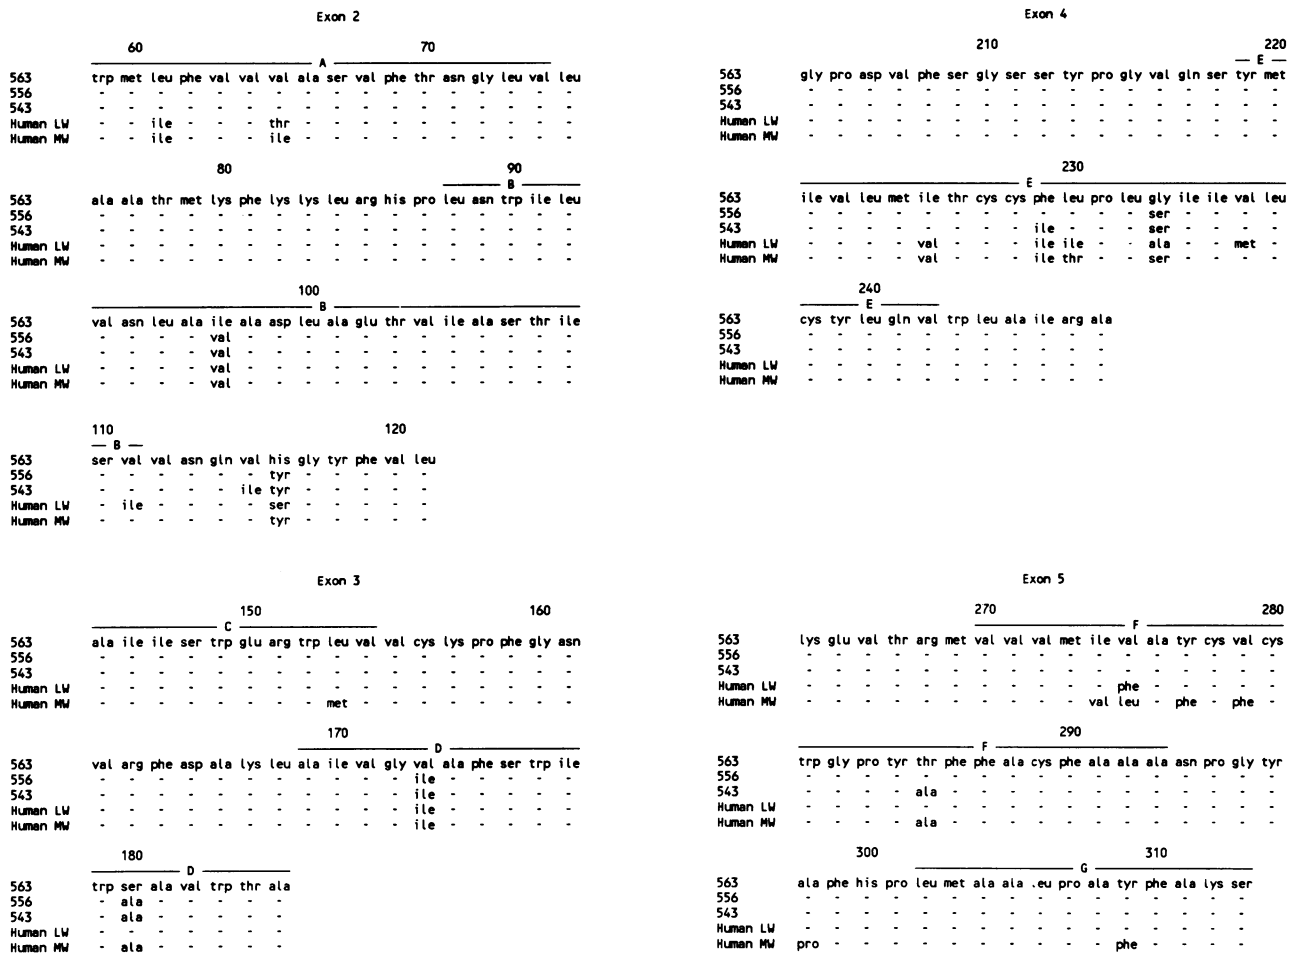 Exon 2
60 70
A
563 trp met leu phe val val val ala ser val phe thr asn gly leu val leu
556 - - - - - - - - - - - - - - - - -
543 - - - - - - - - - - - - - - - - -
Human LW - - ile - - - thr - - - - - - - - - -
Human MW - - ile - - - ile - - - - - - - - - -
80 90
B
563 ala ala thr met lys phe lys lys leu arg his pro leu asn trp ile leu
556 - - - - - - - - - - - - - - - - -
543 - - - - - - - - - - - - - - - - -
Human LW - - - - - - - - - - - - - - - - -
Human MW - - - - - - - - - - - - - - - - -
100
B
563 val asn leu ala ile ala asp leu ala glu thr val ile ala ser thr ile
556 - - - - val - - - - - - - - - - - -
543 - - - - val - - - - - - - - - - - -
Human LW - - - - val - - - - - - - - - - - -
Human MW - - - - val - - - - - - - - - - - -
110 120
B
563 ser val val asn gln val his gly tyr phe val leu
556 - - - - - - tyr - - - - -
543 - - - - - ile tyr - - - - -
Human LW - ile - - - - ser - - - - -
Human MW - - - - - - tyr - - - - -
Exon 3
150 160
C
563 ala ile ile ser trp glu arg trp leu val val cys lys pro phe gly asn
556 - - - - - - - - - - - - - - - - -
543 - - - - - - - - - - - - - - - - -
Human LW - - - - - - - - - - - - - - - - -
Human MW - - - - - - - - met - - - - - - - -
170
D
563 val arg phe asp ala lys leu ala ile val gly val ala phe ser trp ile
556 - - - - - - - - - - - ile - - - - -
543 - - - - - - - - - - - ile - - - - -
Human LW - - - - - - - - - - - ile - - - - -
Human MW - - - - - - - - - - - ile - - - - -
180
D
563 trp ser ala val trp thr ala
556 - ala - - - - -
543 - ala - - - - -
Human LW - - - - - - -
Human MW - ala - - - - -
Exon 4
210 220
E
563 gly pro asp val phe ser gly ser ser tyr pro gly val gln ser tyr met
556 - - - - - - - - - - - - - - - - -
543 - - - - - - - - - - - - - - - - -
Human LW - - - - - - - - - - - - - - - - -
Human MW - - - - - - - - - - - - - - - - -
230
E
563 ile val leu met ile thr cys cys phe leu pro leu gly ile ile val leu
556 - - - - - - - - - - - - ser - - - -
543 - - - - - - - - ile - - - ser - - - -
Human LW - - - - val - - - ile ile - - ala - - met -
Human MW - - - - val - - - ile thr - - ser - - - -
240
E
563 cys tyr leu gln val trp leu ala ile arg ala
556 - - - - - - - - - - -
543 - - - - - - - - - - -
Human LW - - - - - - - - - - -
Human MW - - - - - - - - - - -
Exon 5
270 280
F
563 lys glu val thr arg met val val val met ile val ala tyr cys val cys
556 - - - - - - - - - - - - - - - - -
543 - - - - - - - - - - - - - - - - -
Human LW - - - - - - - - - - - phe - - - - -
Human MW - - - - - - - - - - val leu - phe - phe -
290
F
563 trp gly pro tyr thr phe phe ala cys phe ala ala ala asn pro gly tyr
556 - - - - - - - - - - - - - - - - -
543 - - - - ala - - - - - - - - - - - -
Human LW - - - - - - - - - - - - - - - - -
Human MW - - - - ala - - - - - - - - - - - -
300 310
G
563 ala phe his pro leu met ala ala .eu pro ala tyr phe ala lys ser
556 - - - - - - - - - - - - - - - -
543 - - - - - - - - - - - - - - - -
Human LW - - - - - - - - - - - - - - - -
Human MW pro - - - - - - - - - - phe - - - -